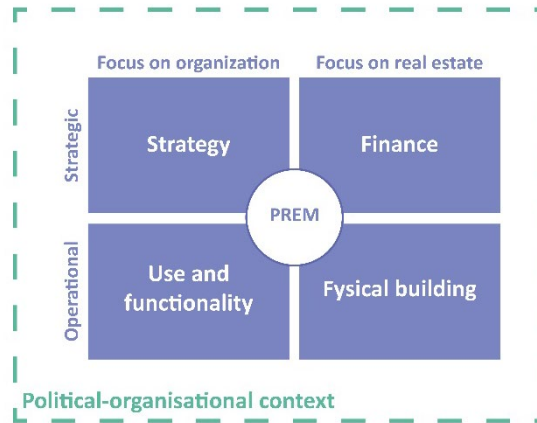 Focus on organization
Focus on real estate
Strategic
Strategy
Finance
PREM
Operational
Use and
functionality
Fysical building
Political-organisational context